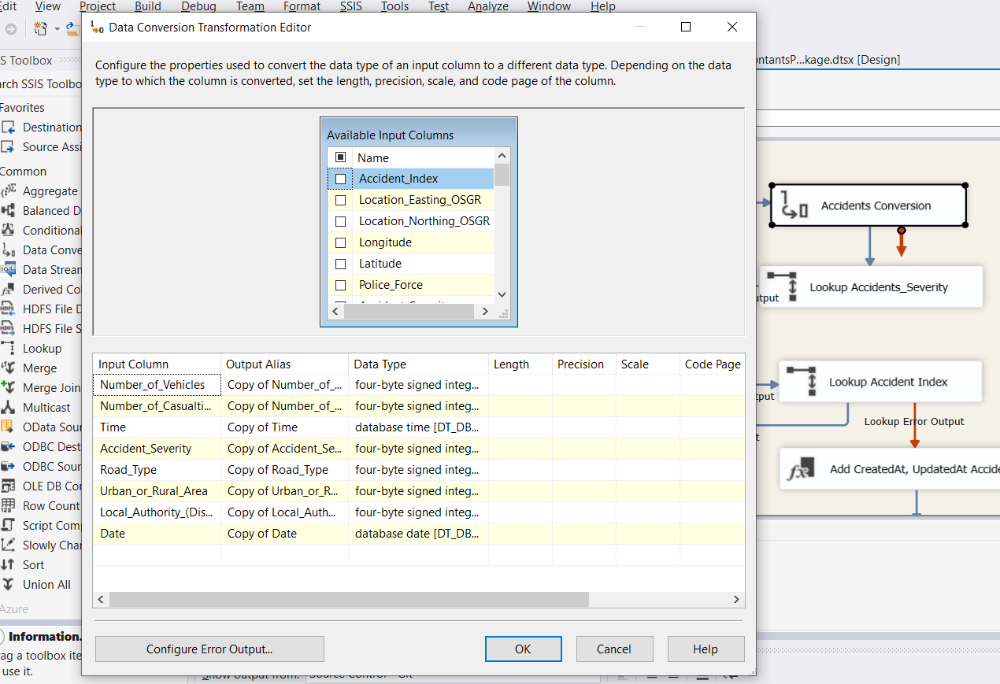 Edit View Project Build Debug Team Format SSIS Tools Test Analyze Window Help
Data Conversion Transformation Editor
S Toolbox
ontantsP...kage.dtsx [Design]
Configure the properties used to convert the data type of an input column to a different data type. Depending on the data
type to which the column is converted, set the length, precision, scale, and code page of the column.
arch SSIS Toolbo
Favorites
Destination
Source Assi
Common
Aggregate
Balanced D
Conditional
Data Conve
Data Stream
Derived Co
HDFS File D
HDFS File S
Lookup
Merge
Merge Join
Multicast
OData Sour
ODBC Dest
ODBC Sour
OLE DB Com
Row Count
Script Comp
Slowly Chan
Sort
Union All
Azure
Information.
rag a toolbox ite
use it.
Available Input Columns
Name
Accident_Index
Location_Easting_OSGR
Location_Northing_OSGR
Longitude
Latitude
Police_Force
Input Column Output Alias Data Type Length Precision Scale Code Page
Number_of_Vehicles Copy of Number_of_... four-byte signed integ...
Number_of_Casualti... Copy of Number_of_... four-byte signed integ...
Time Copy of Time database time [DT_DB...
Accident_Severity Copy of Accident_Se... four-byte signed integ...
Road_Type Copy of Road_Type four-byte signed integ...
Urban_or_Rural_Area Copy of Urban_or_R... four-byte signed integ...
Local_Authority_(Dis... Copy of Local_Auth... four-byte signed integ...
Date Copy of Date database date [DT_DB...
Configure Error Output... OK Cancel Help
Show output from: Source Control - Git
Accidents Conversion
Lookup Accidents_Severity
utput
Lookup Accident Index
tput
Lookup Error Output
t
Add CreatedAt, UpdatedAt Accide